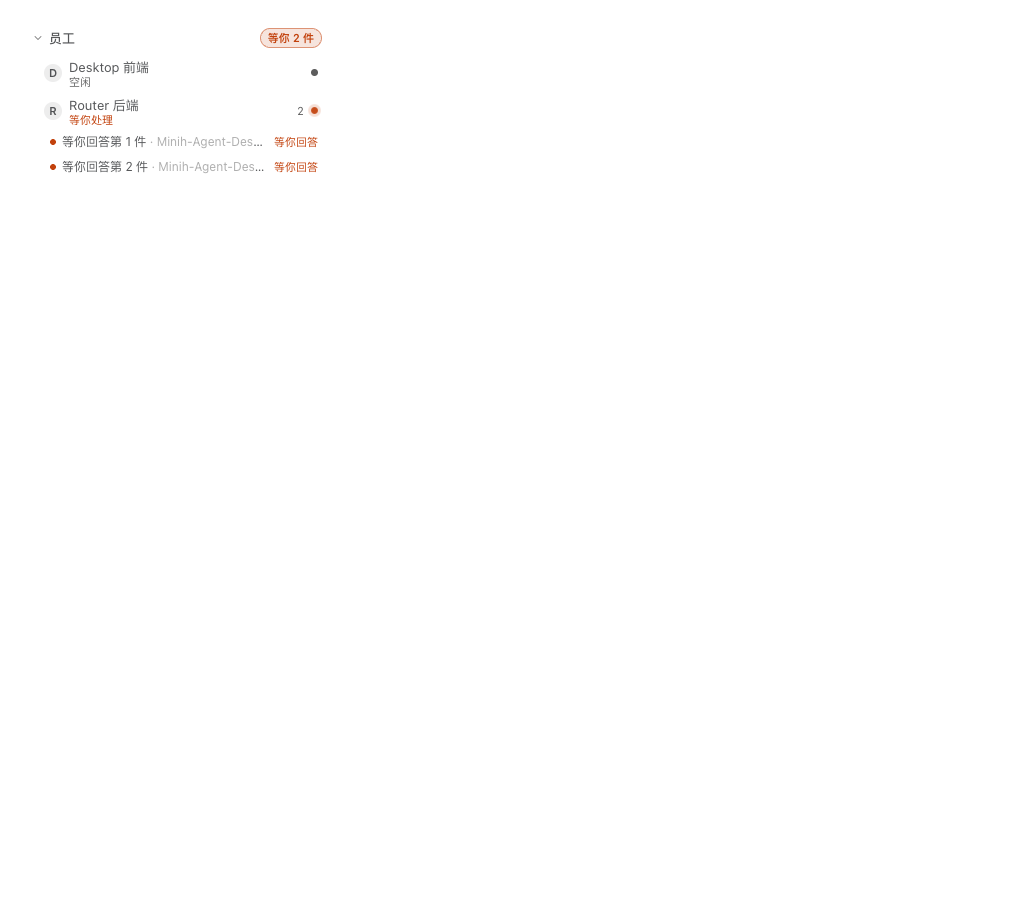 员工 等你 2 件
D Desktop 前端
空闲
R Router 后端 2
等你处理
等你回答第 1 件 · Minih-Agent-Des... 等你回答
等你回答第 2 件 · Minih-Agent-Des... 等你回答